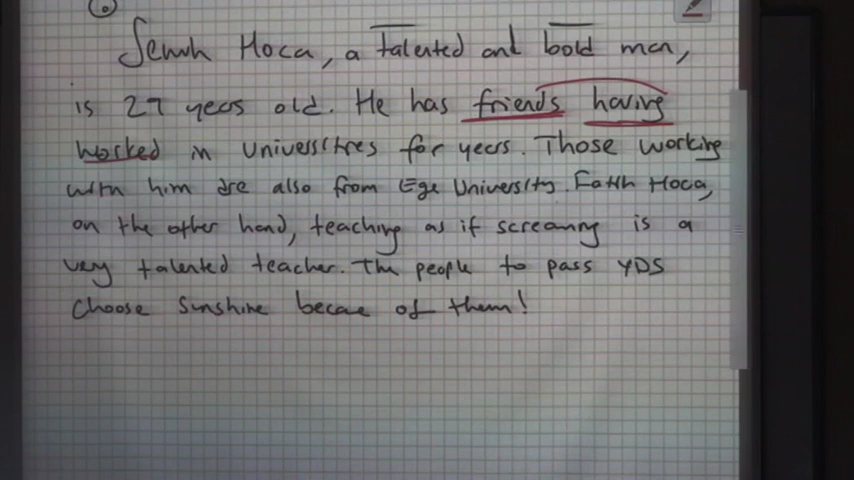 Semih Hoca, a talented and bold man,
is 27 years old. He has friends having
worked in universities for years. Those working
with him are also from Ege University. Fatih Hoca,
on the other hand, teaching as if screaming is a
very talented teacher. The people to pass YDS
choose Sunshine becaue of them!